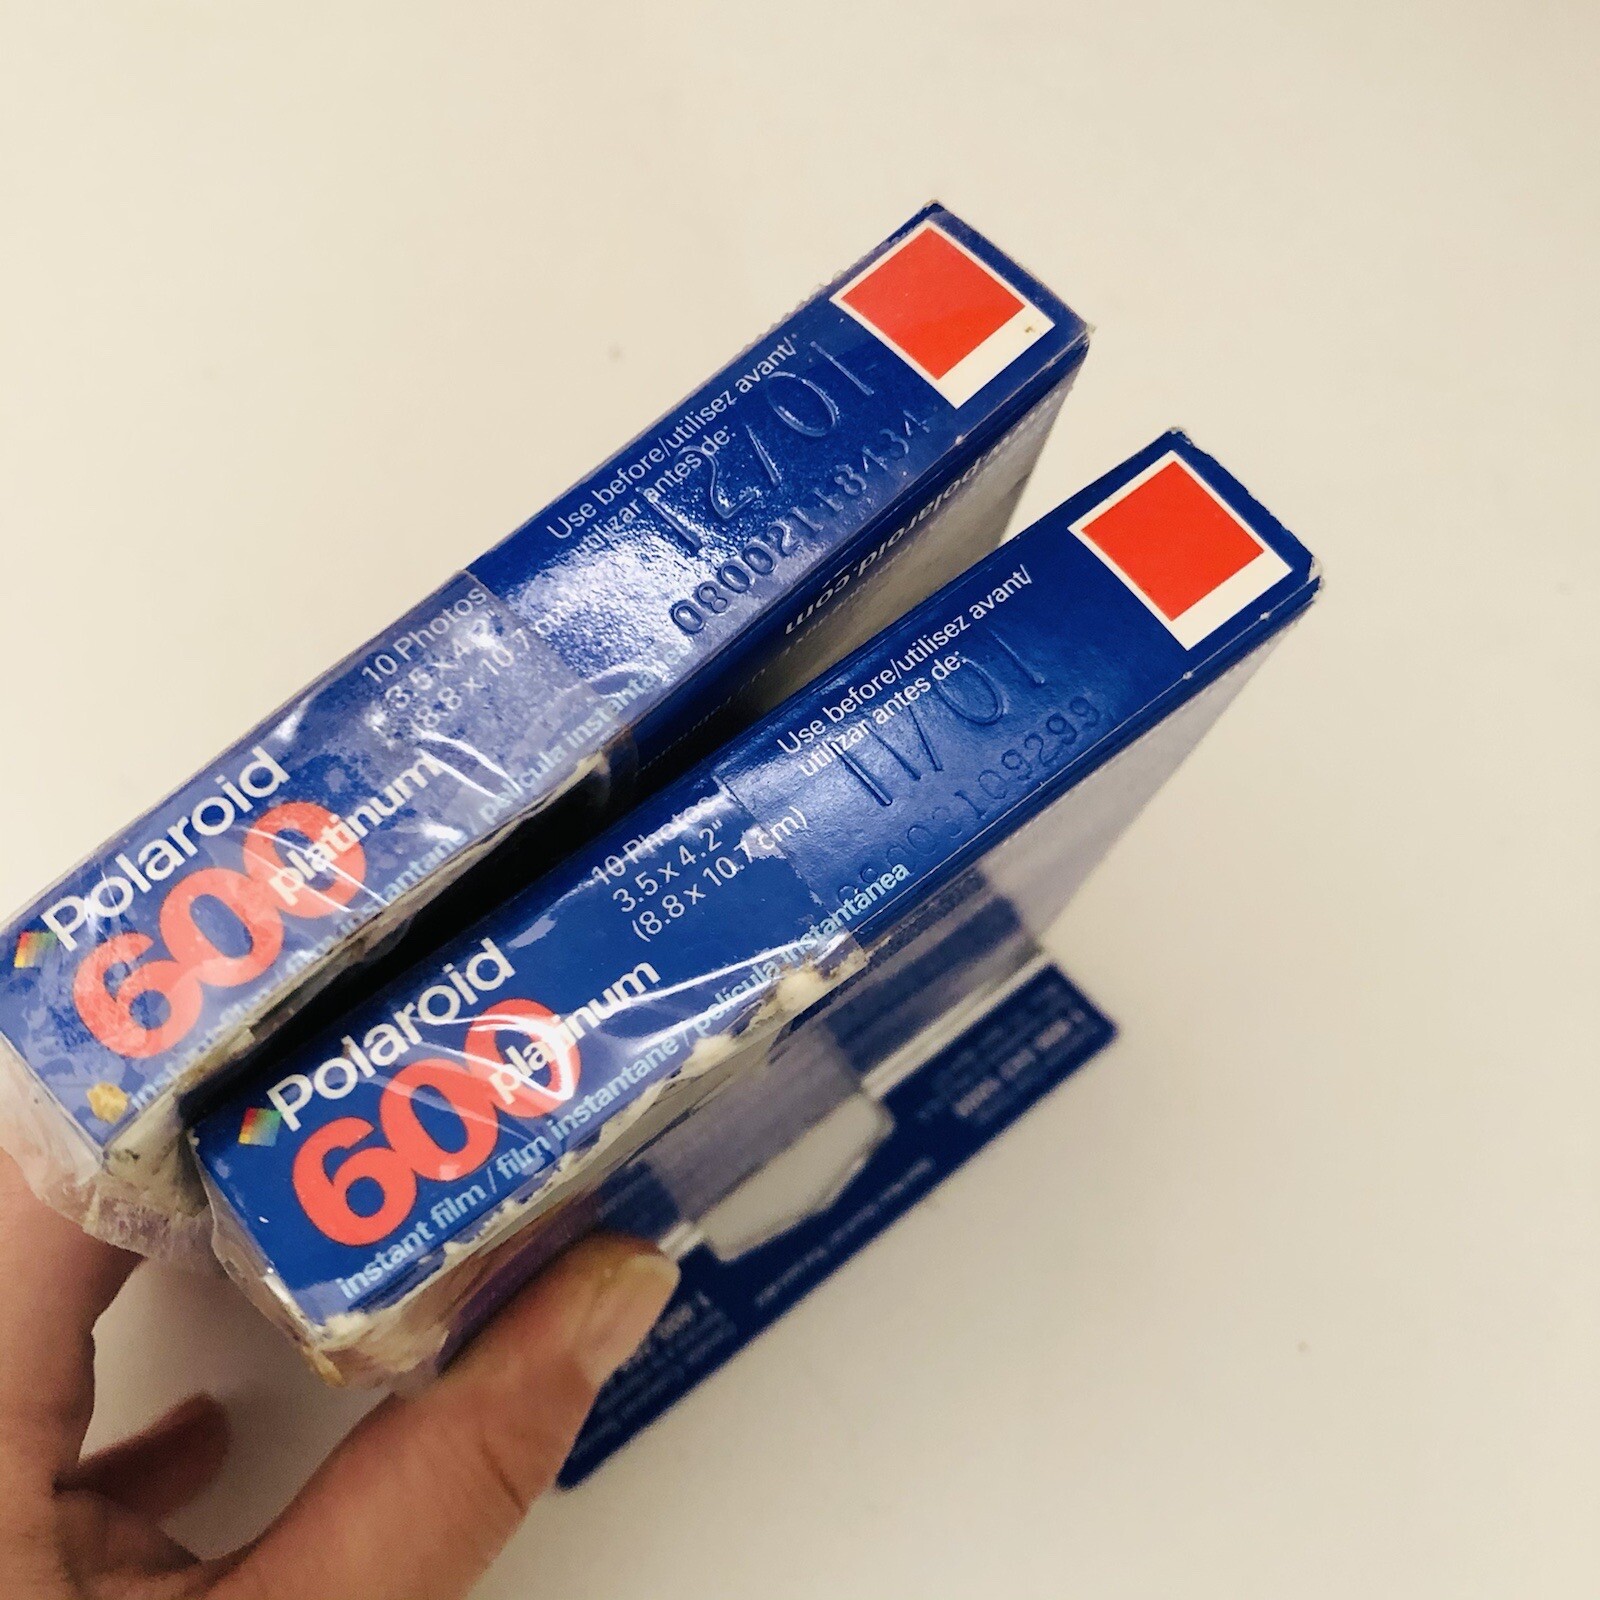 Polaroid
600
platinum
instant film / film instantané / película instantánea
10 Photos
3.5 x 4.2"
(8.8 x 10.7 cm)
Use before/utilisez avant/
utilizar antes de:
12/01
080021118434
www.polaroid.com
Polaroid
600
platinum
instant film / film instantané / película instantánea
10 Photos
3.5 x 4.2"
(8.8 x 10.7 cm)
Use before/utilisez avant/
utilizar antes de:
11/01